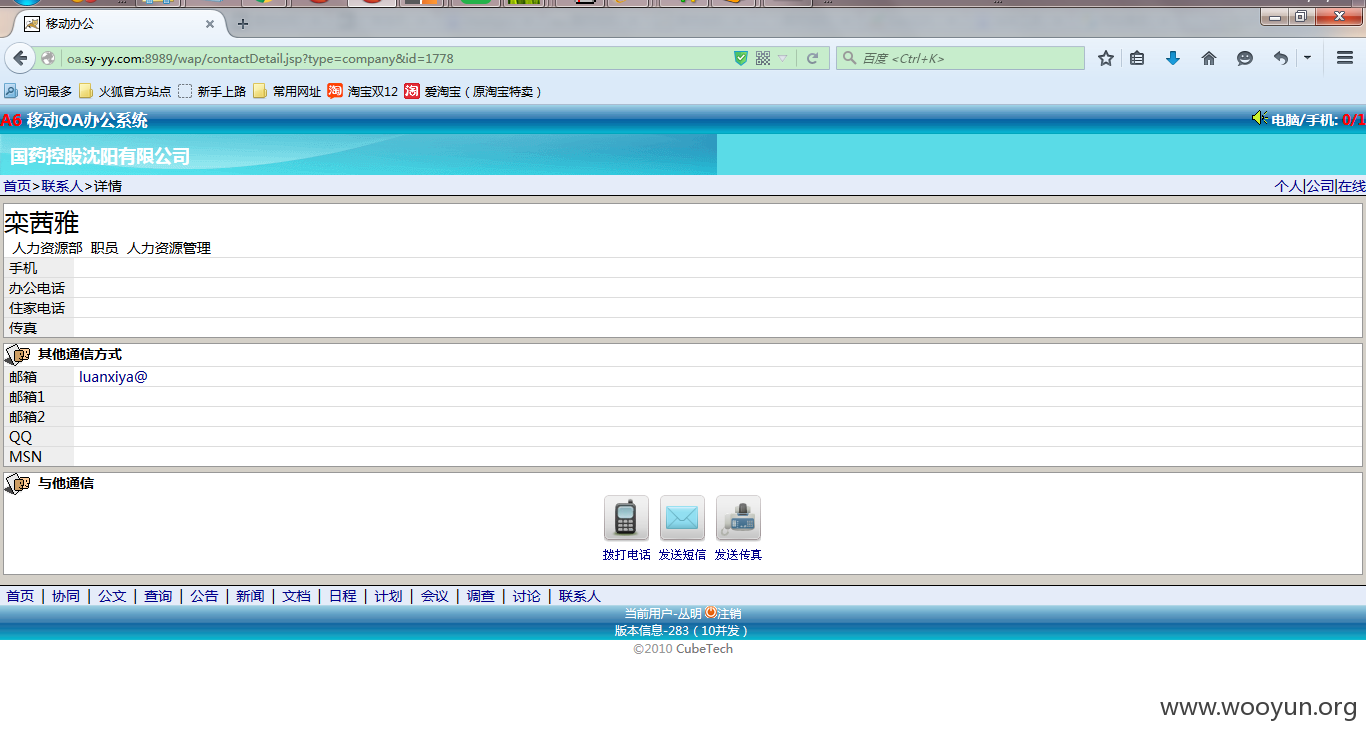 移动办公
oa.sy-yy.com:8989/wap/contactDetail.jsp?type=company&id=1778
百度 <Ctrl+K>
访问最多 火狐官方站点 新手上路 常用网址 淘宝双12 爱淘宝（原淘宝特卖）
A6 移动OA办公系统 电脑/手机: 0/1
国药控股沈阳有限公司
首页>联系人>详情 个人|公司|在线
栾茜雅
人力资源部 职员 人力资源管理
手机
办公电话
住家电话
传真
其他通信方式
邮箱 luanxiya@
邮箱1
邮箱2
QQ
MSN
与他通信
拨打电话 发送短信 发送传真
首页 | 协同 | 公文 | 查询 | 公告 | 新闻 | 文档 | 日程 | 计划 | 会议 | 调查 | 讨论 | 联系人
当前用户-丛明 注销
版本信息-283（10并发）
©2010 CubeTech
www.wooyun.org